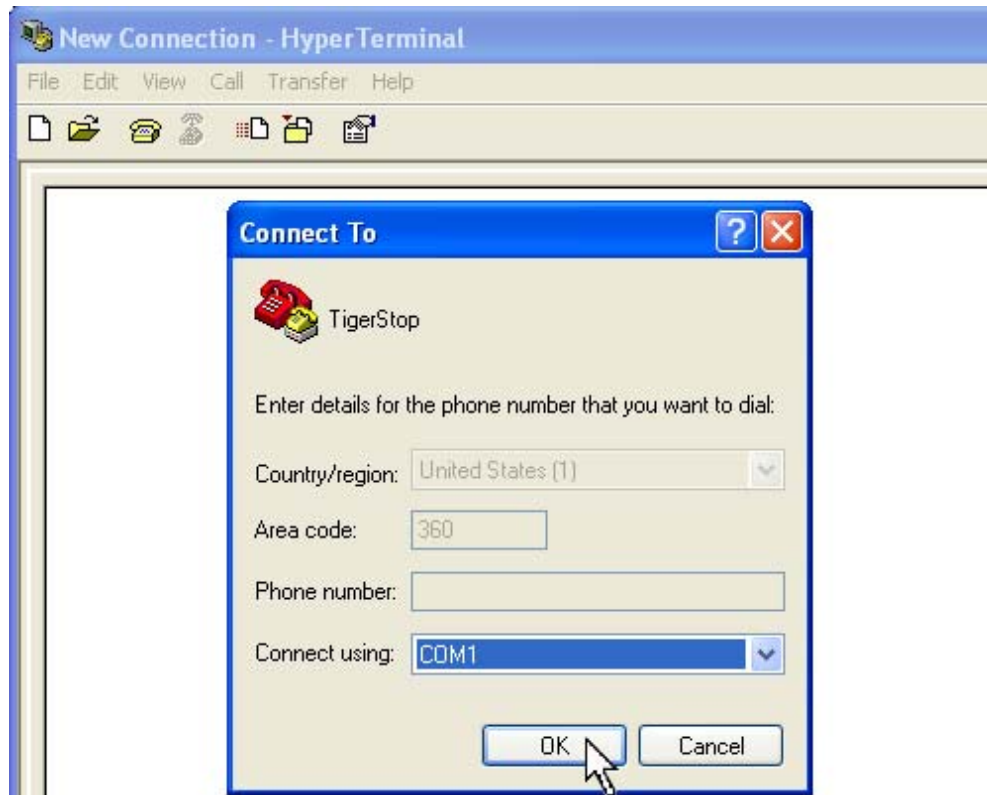 New Connection - HyperTerminal
File Edit View Call Transfer Help
Connect To
?
TigerStop
Enter details for the phone number that you want to dial:
Country/region: United States (1)
Area code: 360
Phone number:
Connect using: COM1
OK Cancel